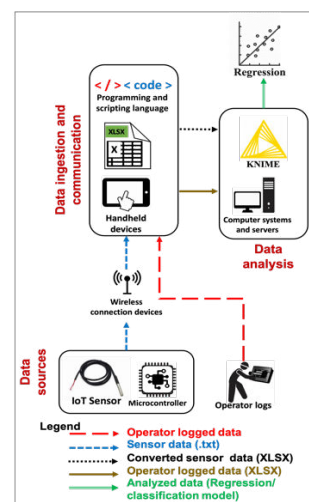 Regression
</ > < code >
Programming and
scripting language
XLSX
X
Handheld
devices
Data ingestion and
communication
KNIME
Computer systems
and servers
Data
analysis
Wireless
connection devices
Data
sources
IoT Sensor
Microcontroller
Operator logs
Legend
Operator logged data
Sensor data (.txt)
Converted sensor data (XLSX)
Operator logged data (XLSX)
Analyzed data (Regression/
classification model)